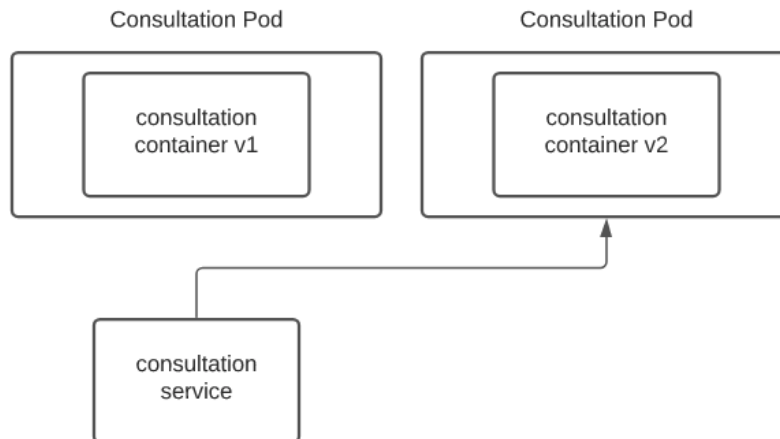 Consultation Pod
Consultation Pod
consultation
container v1
consultation
container v2
consultation
service